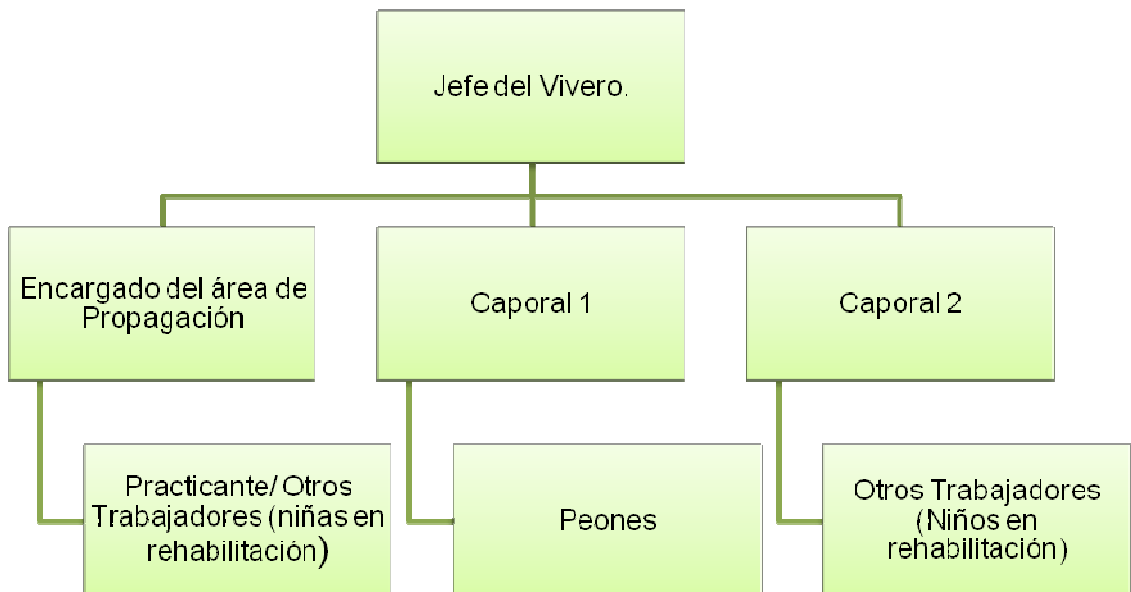 Jefe del Vivero.
Encargado del área de
Propagación
Caporal 1
Caporal 2
Practicante/ Otros
Trabajadores (niñas en
rehabilitación)
Peones
Otros Trabajadores
(Niños en
rehabilitación)